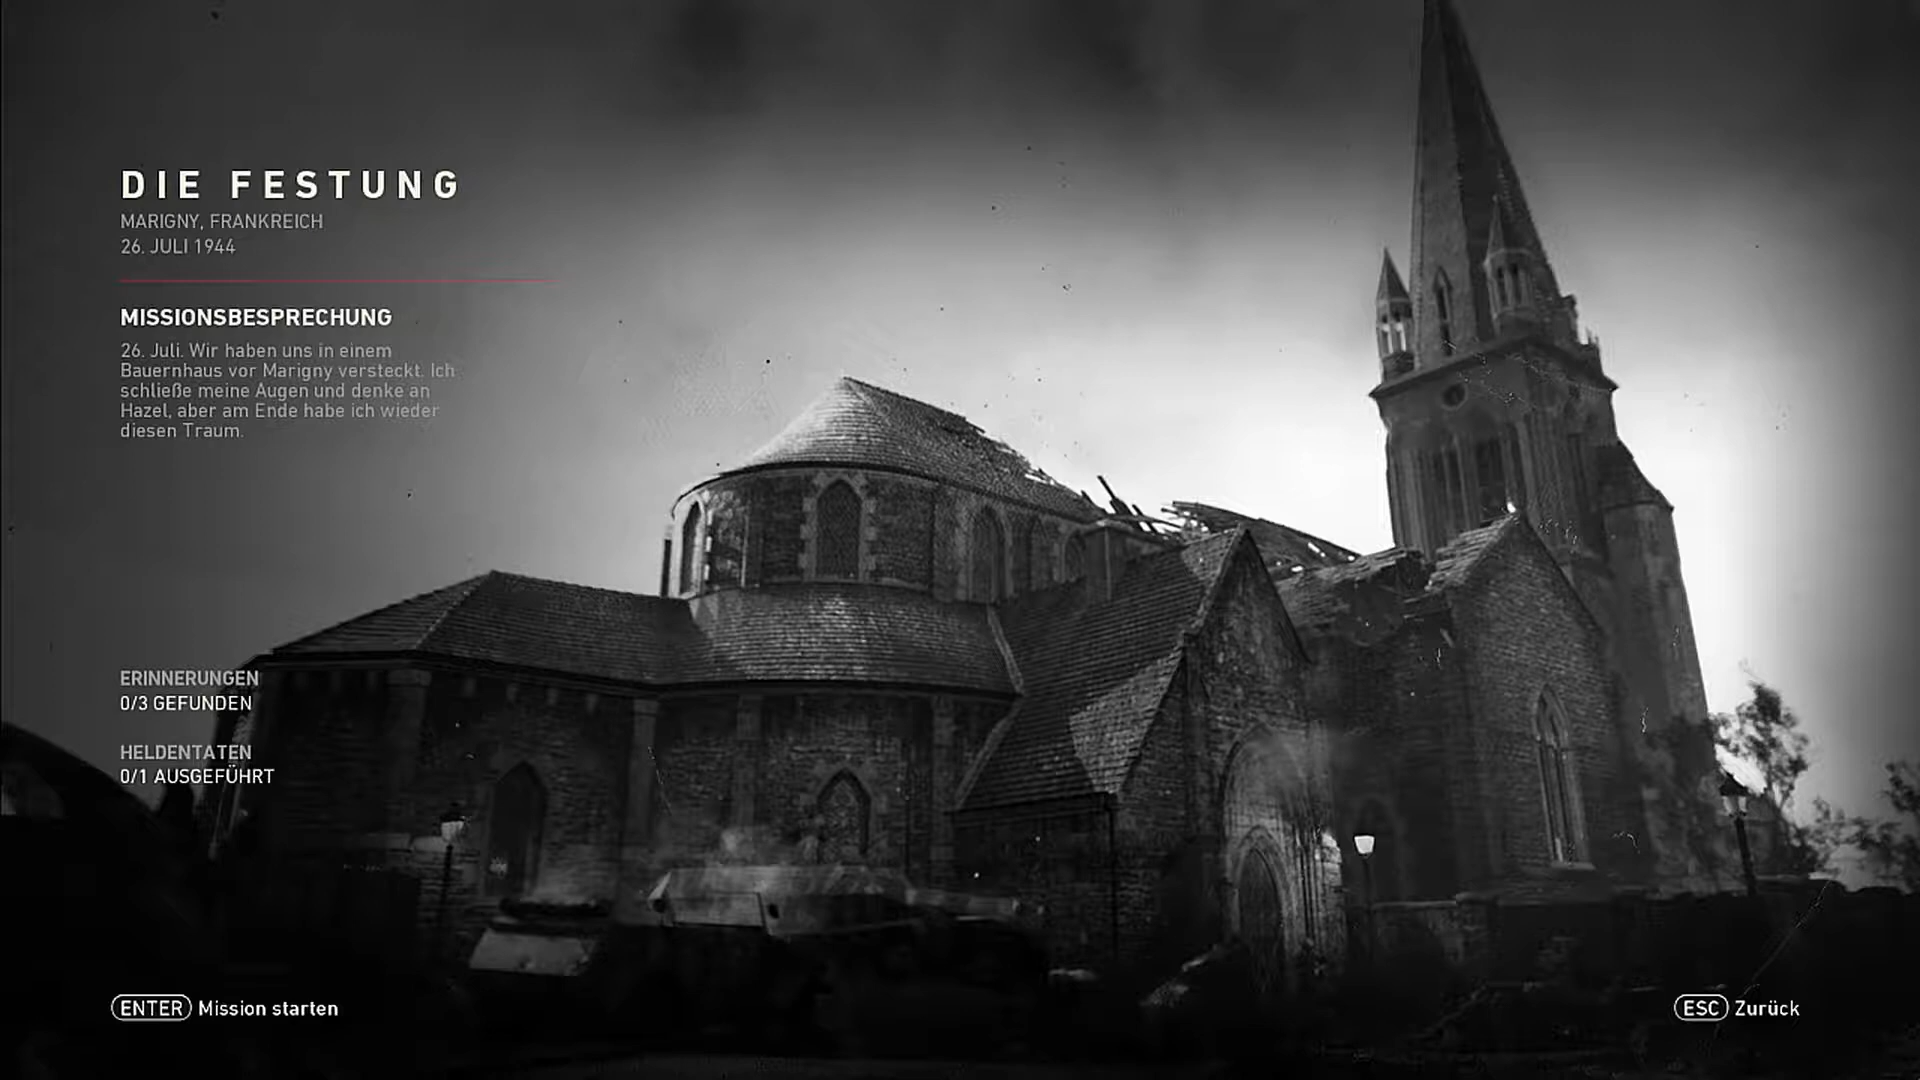 DIE FESTUNG
MARIGNY, FRANKREICH
26. JULI 1944
MISSIONSBESPRECHUNG
26. Juli. Wir haben uns in einem
Bauernhaus vor Marigny versteckt. Ich
schließe meine Augen und denke an
Hazel, aber am Ende habe ich wieder
diesen Traum.
ERINNERUNGEN
0/3 GEFUNDEN
HELDENTATEN
0/1 AUSGEFÜHRT
ENTER Mission starten
ESC Zurück